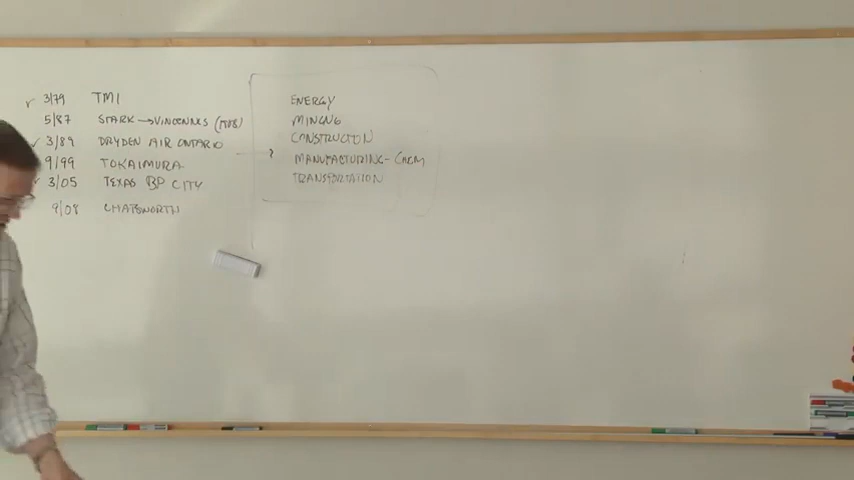 ✓ 3/79 TMI
5/87 STARK → VINCENNES (1988)
✓ 3/89 DRYDEN AIR ONTARIO
9/99 TOKAIMURA
✓ 3/05 TEXAS BP CITY
9/08 CHATSWORTH
ENERGY
MINING
CONSTRUCTION
MANUFACTURING - CHEM
TRANSPORTATION